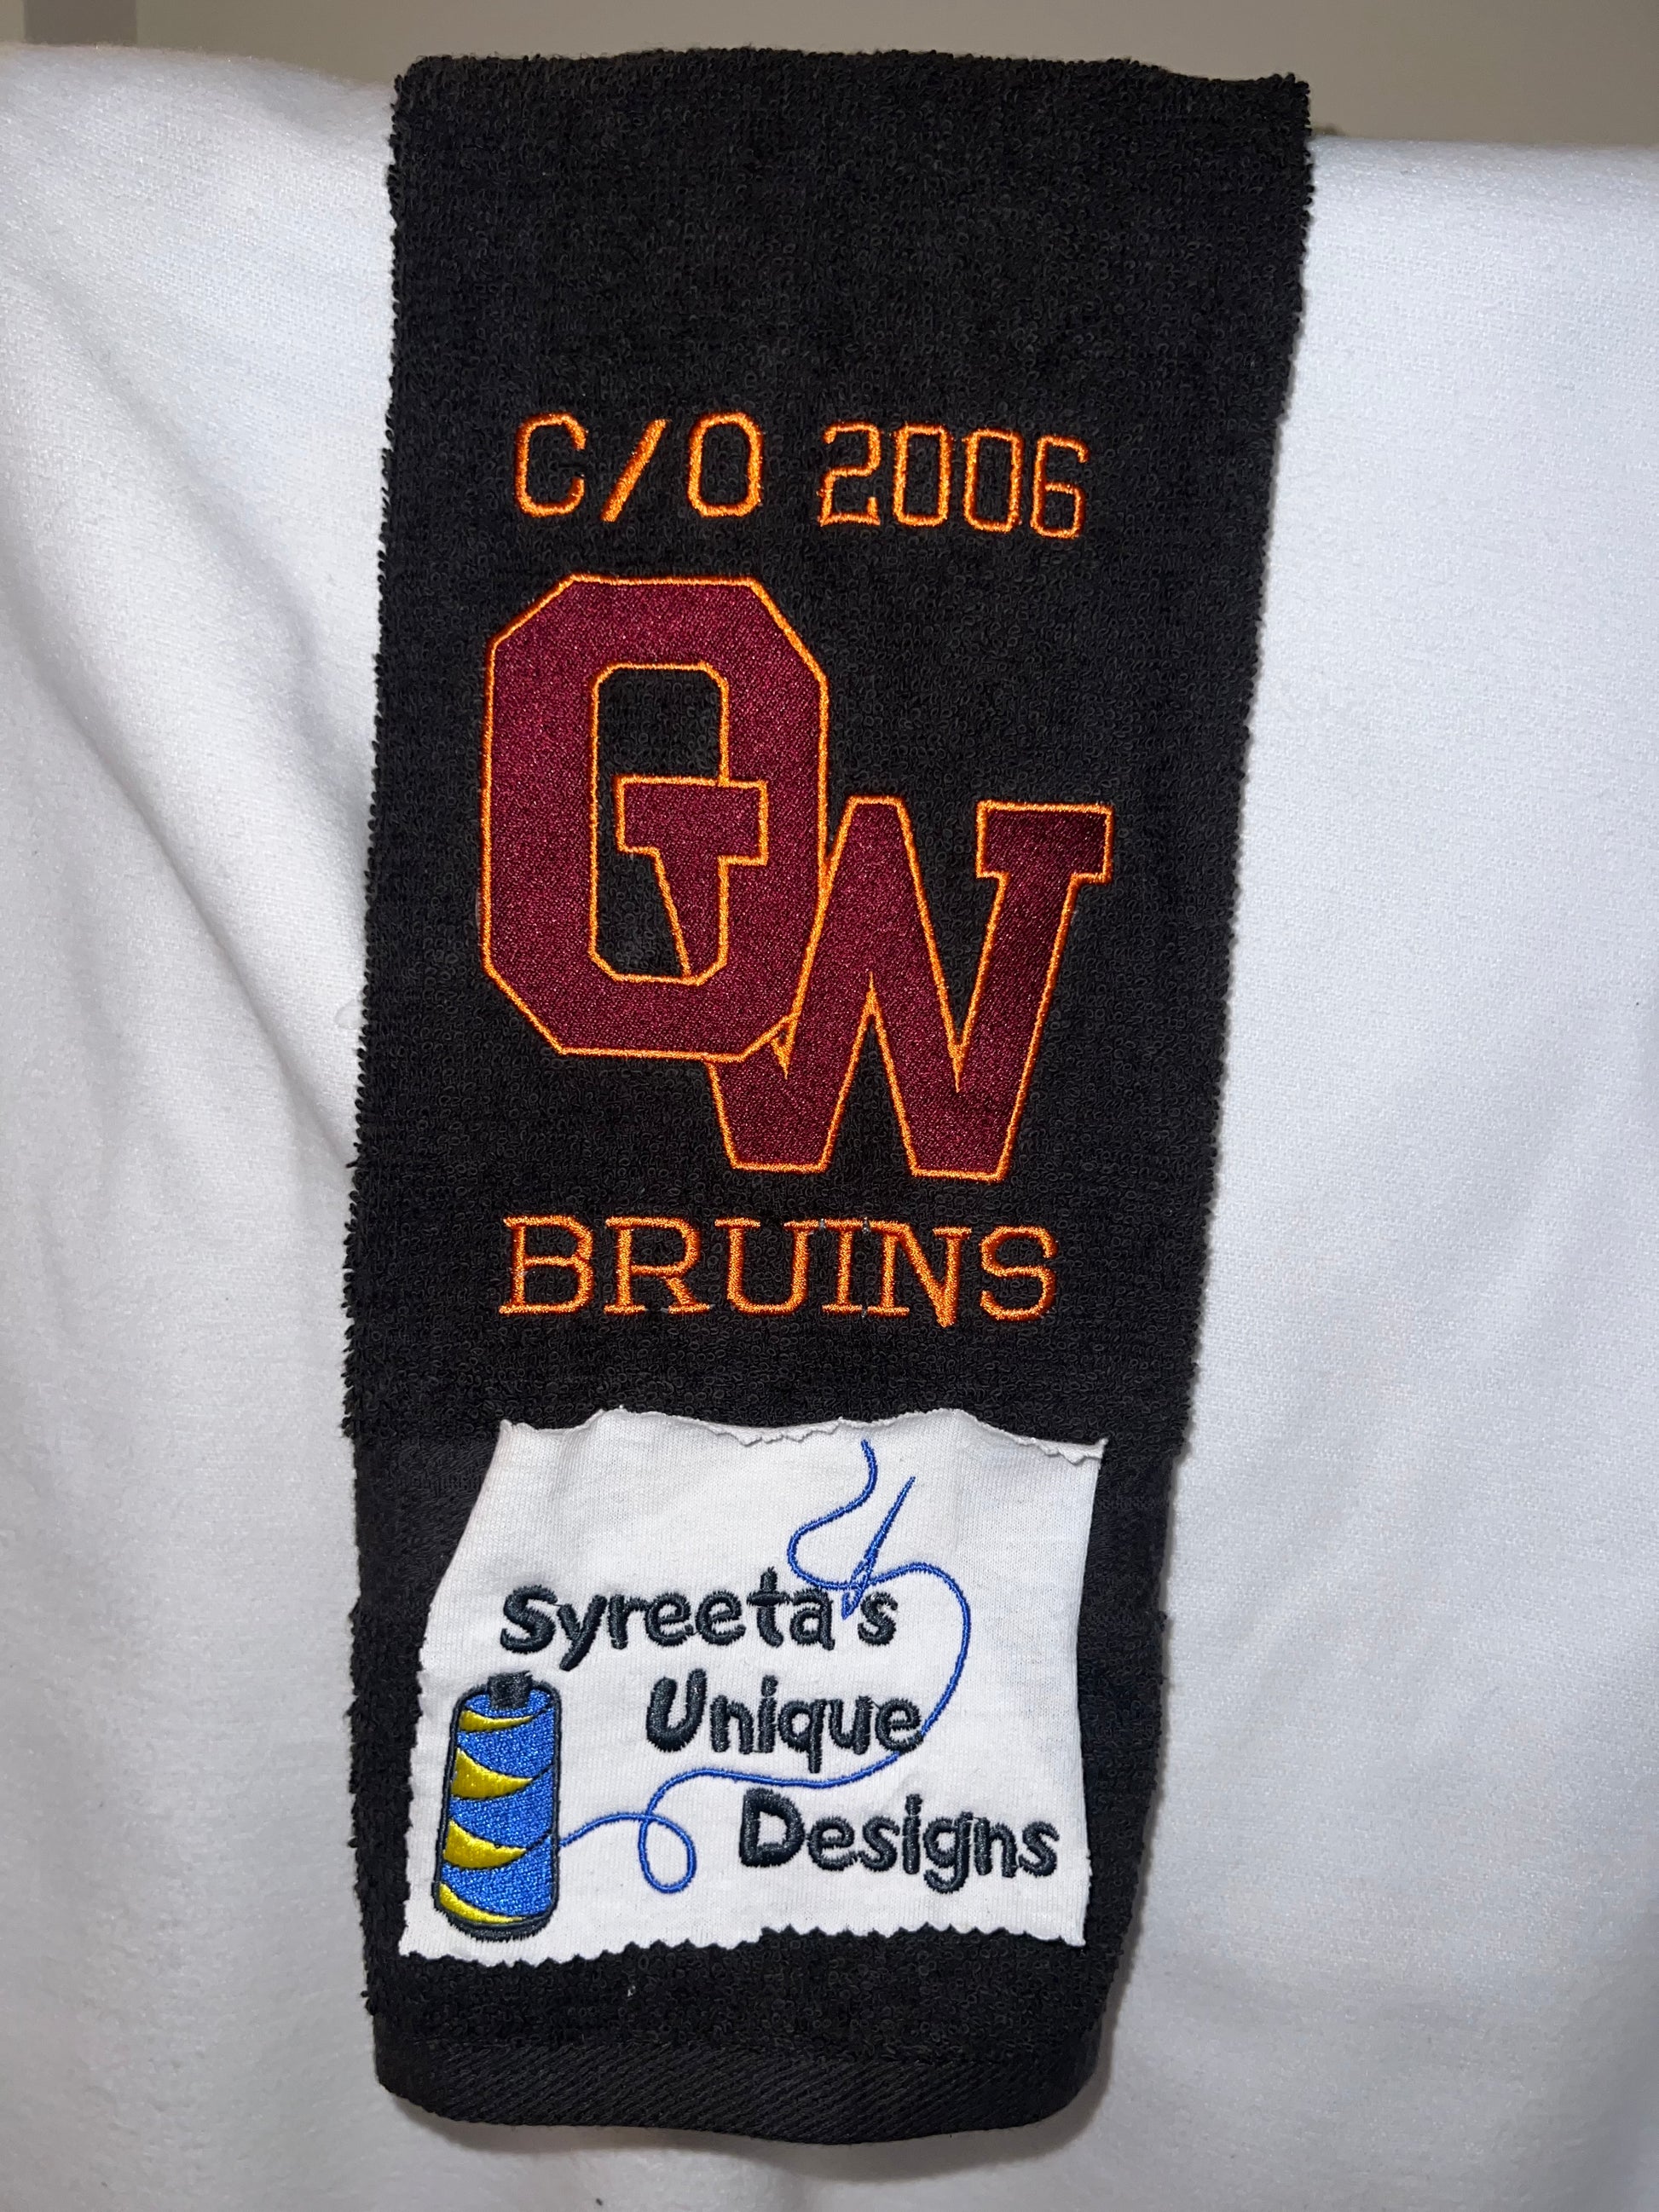 C/O 2006
OW
BRUINS
Syreeta's
Unique
Designs